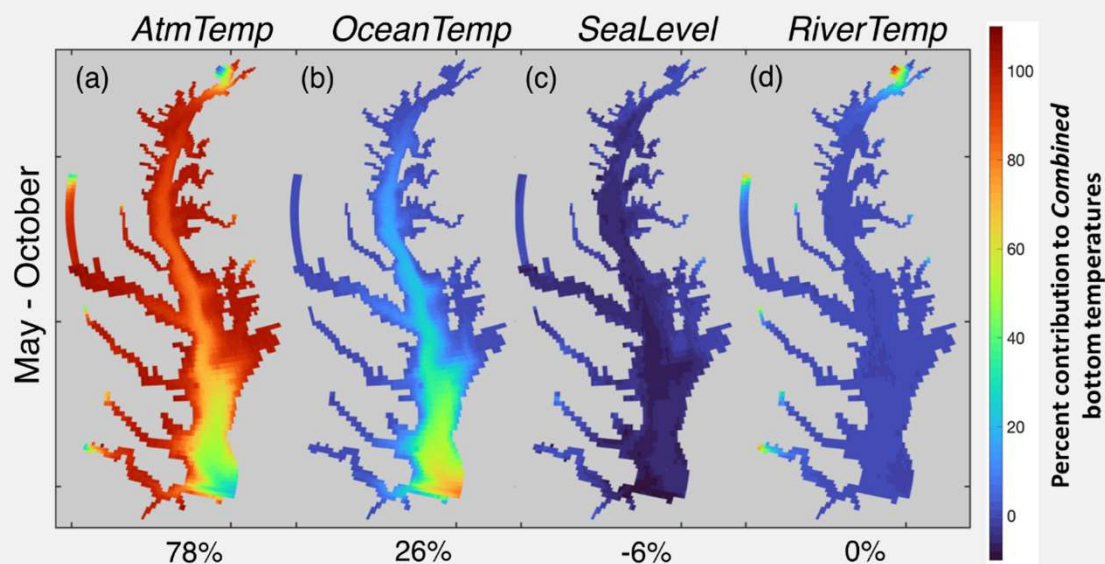 AtmTemp OceanTemp SeaLevel RiverTemp
(a) (b) (c) (d)
May - October
78% 26% -6% 0%
100
80
60
40
20
0
Percent contribution to Combined
bottom temperatures